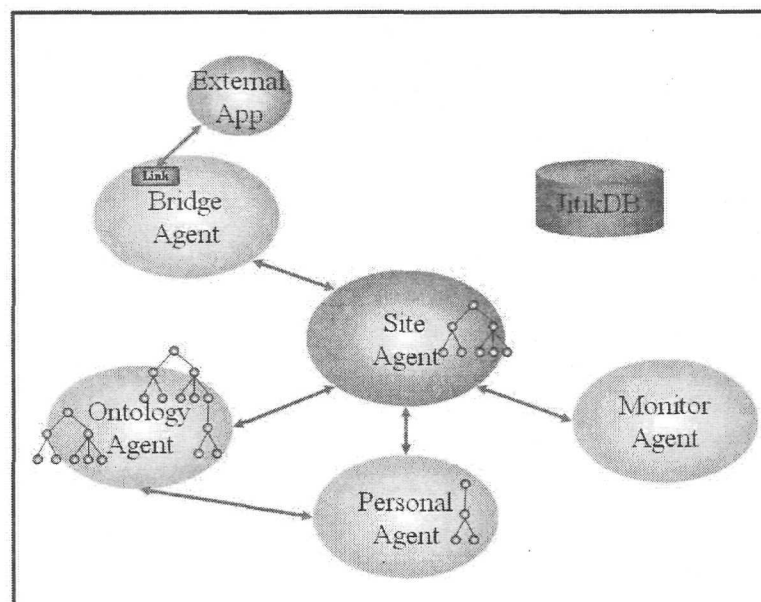 External
App
Link
Bridge
Agent
JitikDB
Site
Agent
Ontology
Agent
Monitor
Agent
Personal
Agent